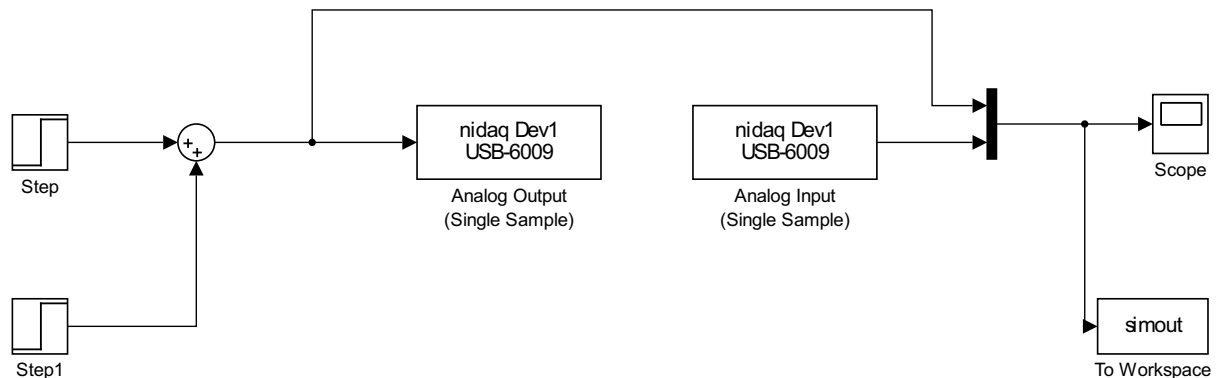 nidaq Dev1
USB-6009
nidaq Dev1
USB-6009
Step
Analog Output
(Single Sample)
Analog Input
(Single Sample)
Scope
simout
Step1
To Workspace